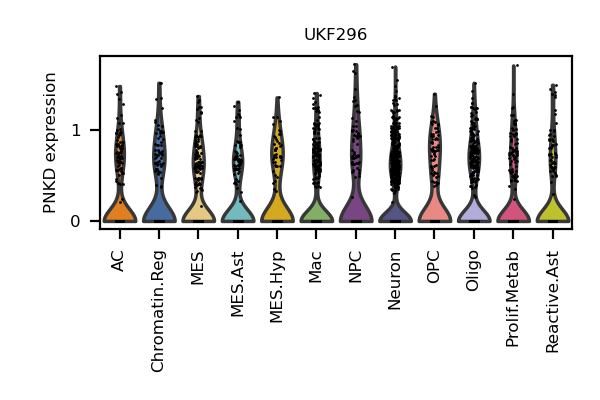 UKF296
PNKD expression
1
0
AC
Chromatin.Reg
MES
MES.Ast
MES.Hyp
Mac
NPC
Neuron
OPC
Oligo
Prolif.Metab
Reactive.Ast